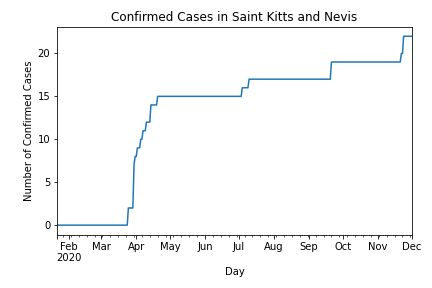 Confirmed Cases in Saint Kitts and Nevis
Number of Confirmed Cases
20
15
10
5
0
Feb Mar Apr May Jun Jul Aug Sep Oct Nov Dec
2020
Day